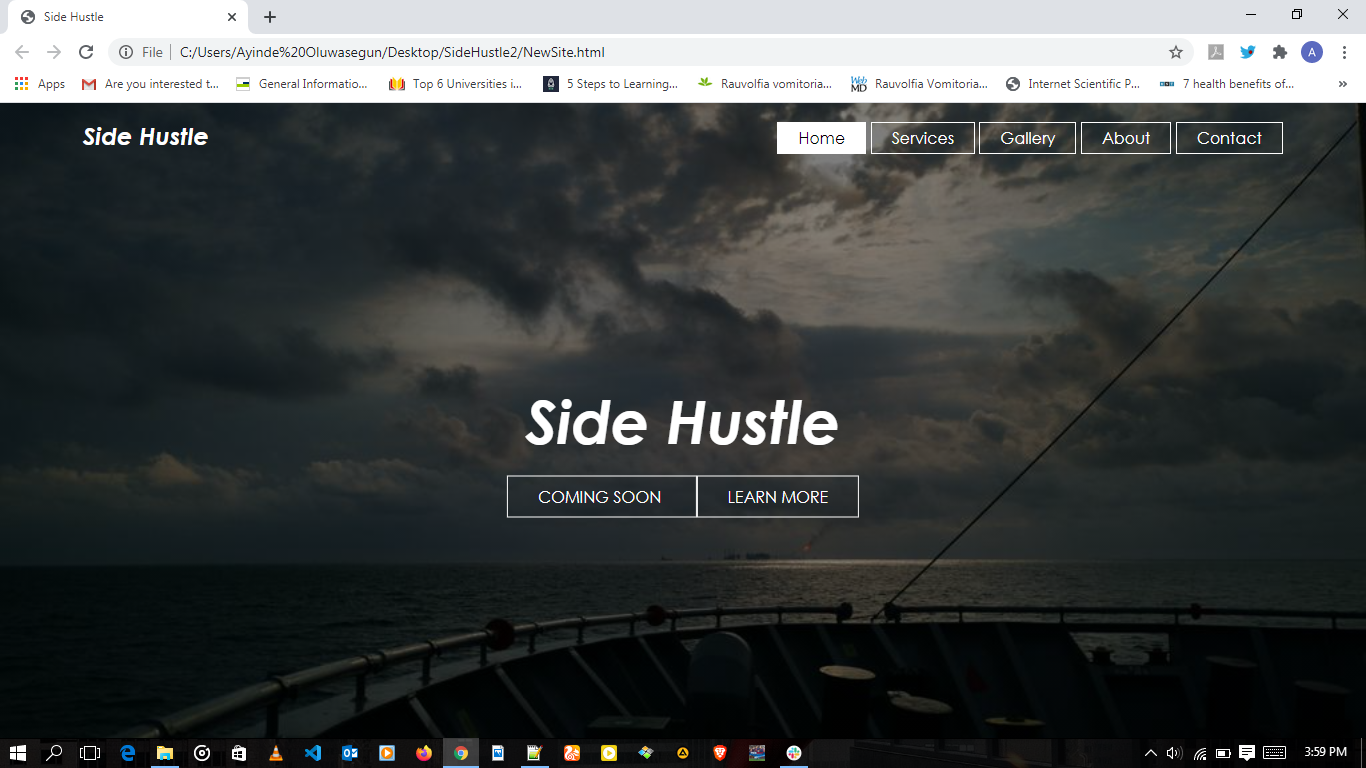 Side Hustle
File
C:/Users/Ayinde%20Oluwasegun/Desktop/SideHustle2/NewSite.html
A
Apps
Are you interested t...
General Informatio...
Top 6 Universities i...
5 Steps to Learning...
Rauvolfia vomitoria...
Web MD
Rauvolfia Vomitoria...
Internet Scientific P...
7 health benefits of...
»
Side Hustle
Home
Services
Gallery
About
Contact
Side Hustle
COMING SOON
LEARN MORE
3:59 PM